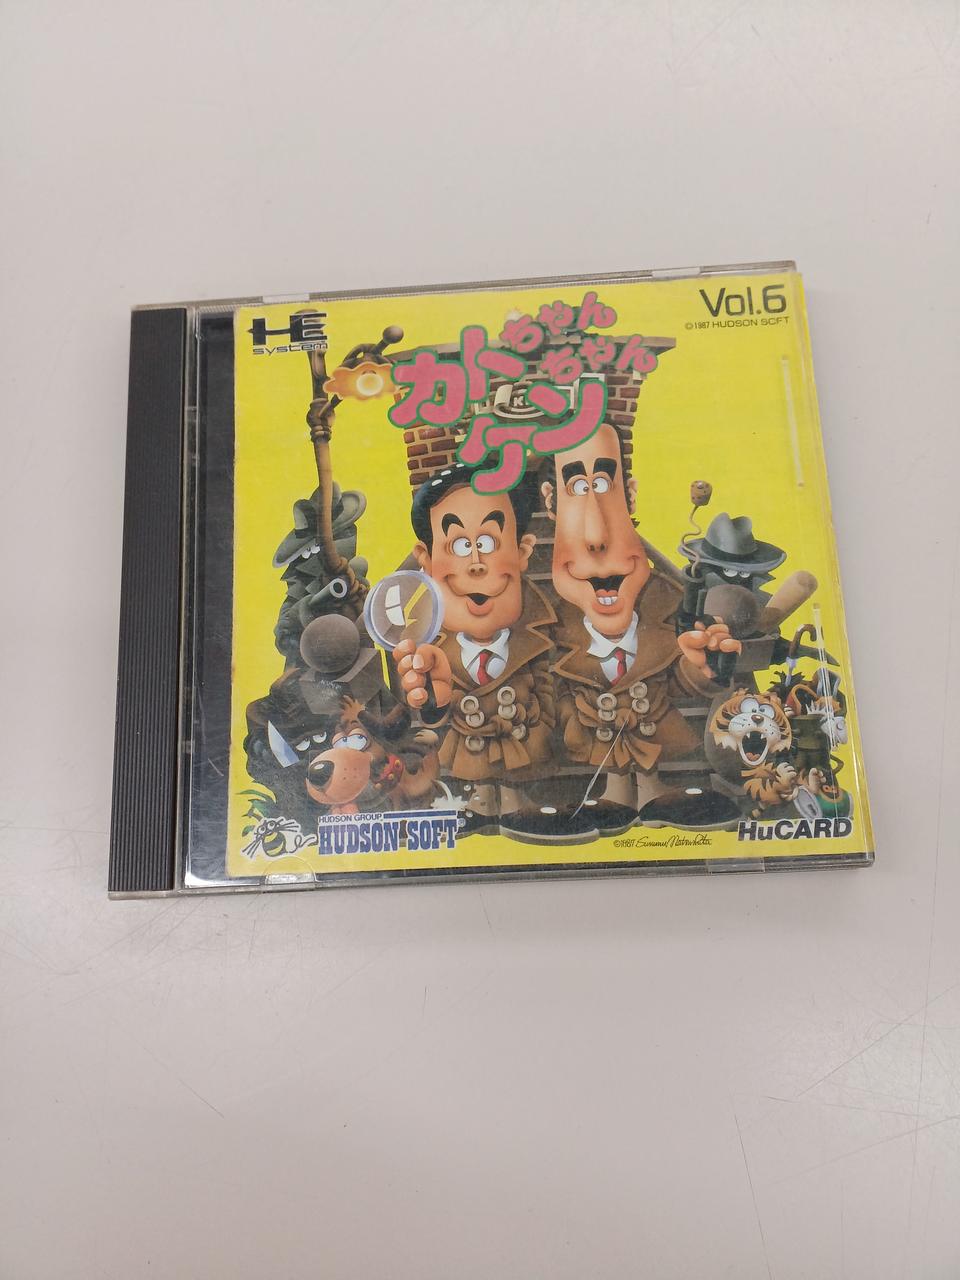 HE
system
Vol.6
©1987 HUDSON SOFT
カトちゃん
ケンちゃん
HUDSON GROUP
HUDSON SOFT®
HuCARD
©1987